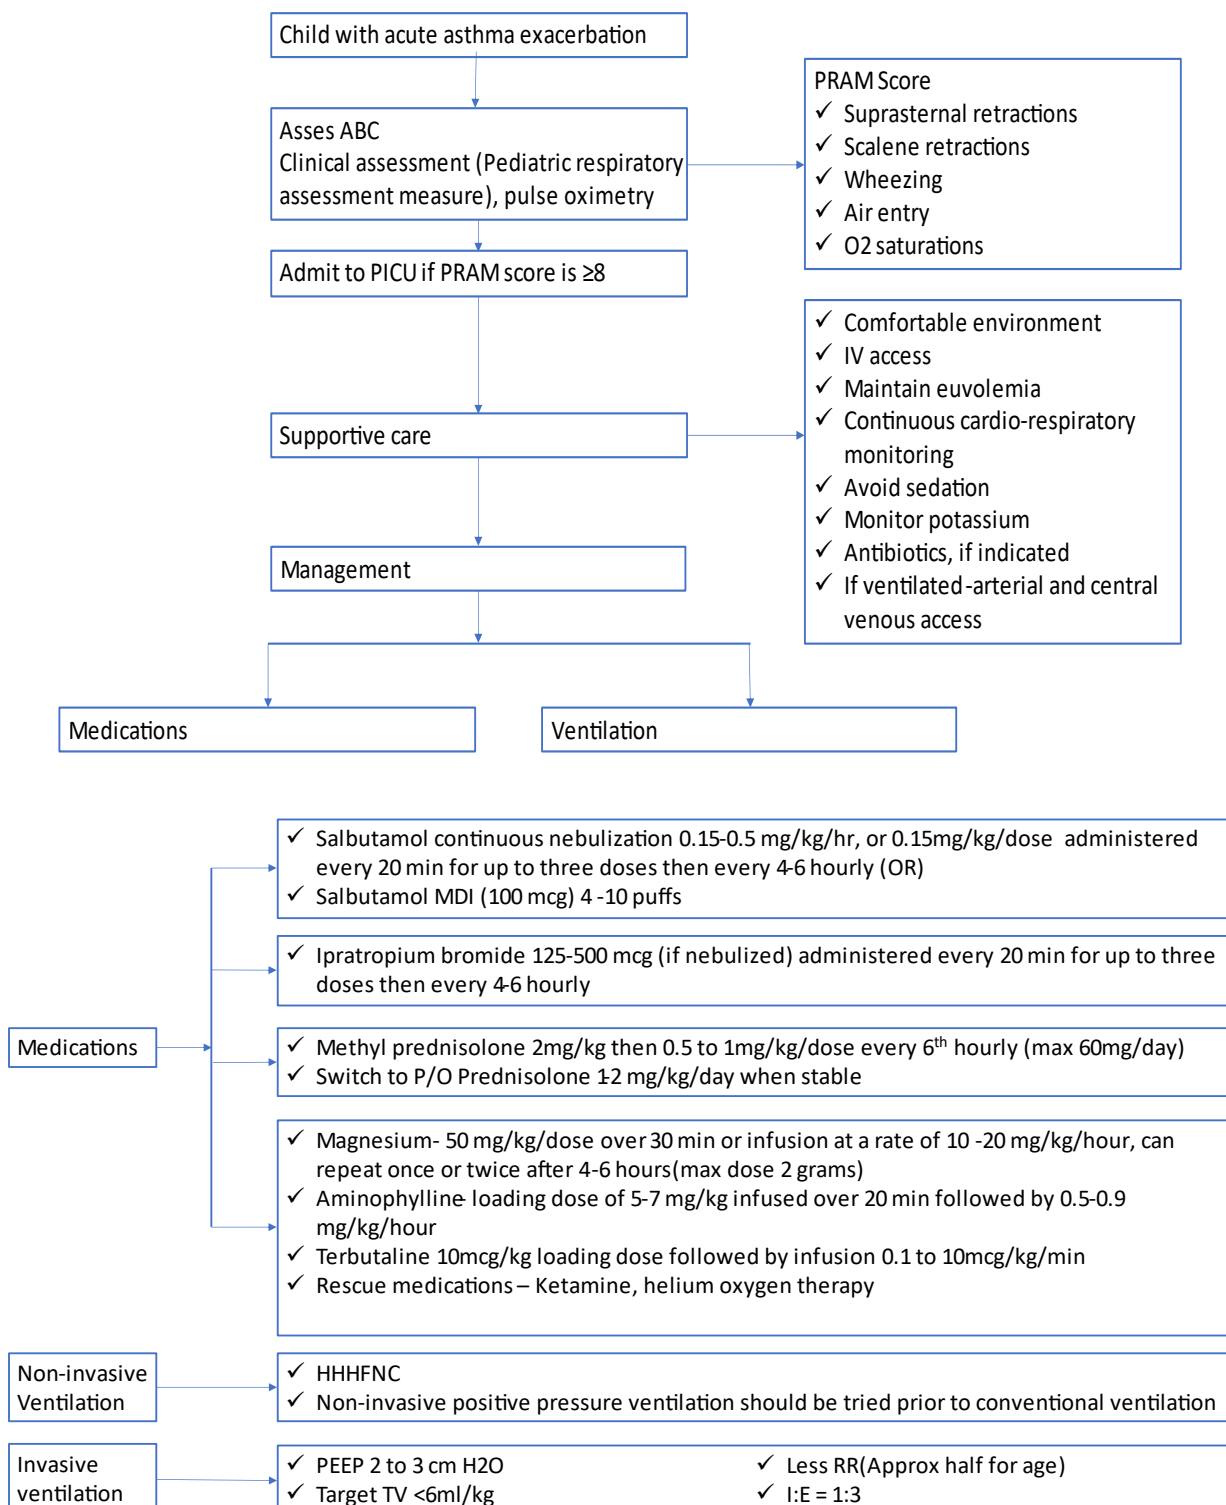 Child with acute asthma exacerbation
Asses ABC
Clinical assessment (Pediatric respiratory
assessment measure), pulse oximetry
PRAM Score
✓ Suprasternal retractions
✓ Scalene retractions
✓ Wheezing
✓ Air entry
✓ O2 saturations
Admit to PICU if PRAM score is ≥8
Supportive care
✓ Comfortable environment
✓ IV access
✓ Maintain euvolemia
✓ Continuous cardio-respiratory
monitoring
✓ Avoid sedation
✓ Monitor potassium
✓ Antibiotics, if indicated
✓ If ventilated-arterial and central
venous access
Management
Medications
Ventilation
Medications
✓ Salbutamol continuous nebulization 0.15-0.5 mg/kg/hr, or 0.15mg/kg/dose administered
every 20 min for up to three doses then every 4-6 hourly (OR)
✓ Salbutamol MDI (100 mcg) 4 -10 puffs
✓ Ipratropium bromide 125-500 mcg (if nebulized) administered every 20 min for up to three
doses then every 4-6 hourly
✓ Methyl prednisolone 2mg/kg then 0.5 to 1mg/kg/dose every 6th hourly (max 60mg/day)
✓ Switch to P/O Prednisolone 1-2 mg/kg/day when stable
✓ Magnesium- 50 mg/kg/dose over 30 min or infusion at a rate of 10 -20 mg/kg/hour, can
repeat once or twice after 4-6 hours(max dose 2 grams)
✓ Aminophylline- loading dose of 5-7 mg/kg infused over 20 min followed by 0.5-0.9
mg/kg/hour
✓ Terbutaline 10mcg/kg loading dose followed by infusion 0.1 to 10mcg/kg/min
✓ Rescue medications – Ketamine, helium oxygen therapy
Non-invasive
Ventilation
✓ HHHFNC
✓ Non-invasive positive pressure ventilation should be tried prior to conventional ventilation
Invasive
ventilation
✓ PEEP 2 to 3 cm H2O
✓ Target TV <6ml/kg
✓ Less RR(Approx half for age)
✓ I:E = 1:3